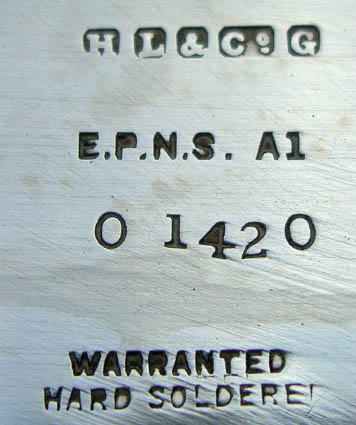 H L & Cº G
E.P.N.S. A1
0 1420
WARRANTED
HARD SOLDERE